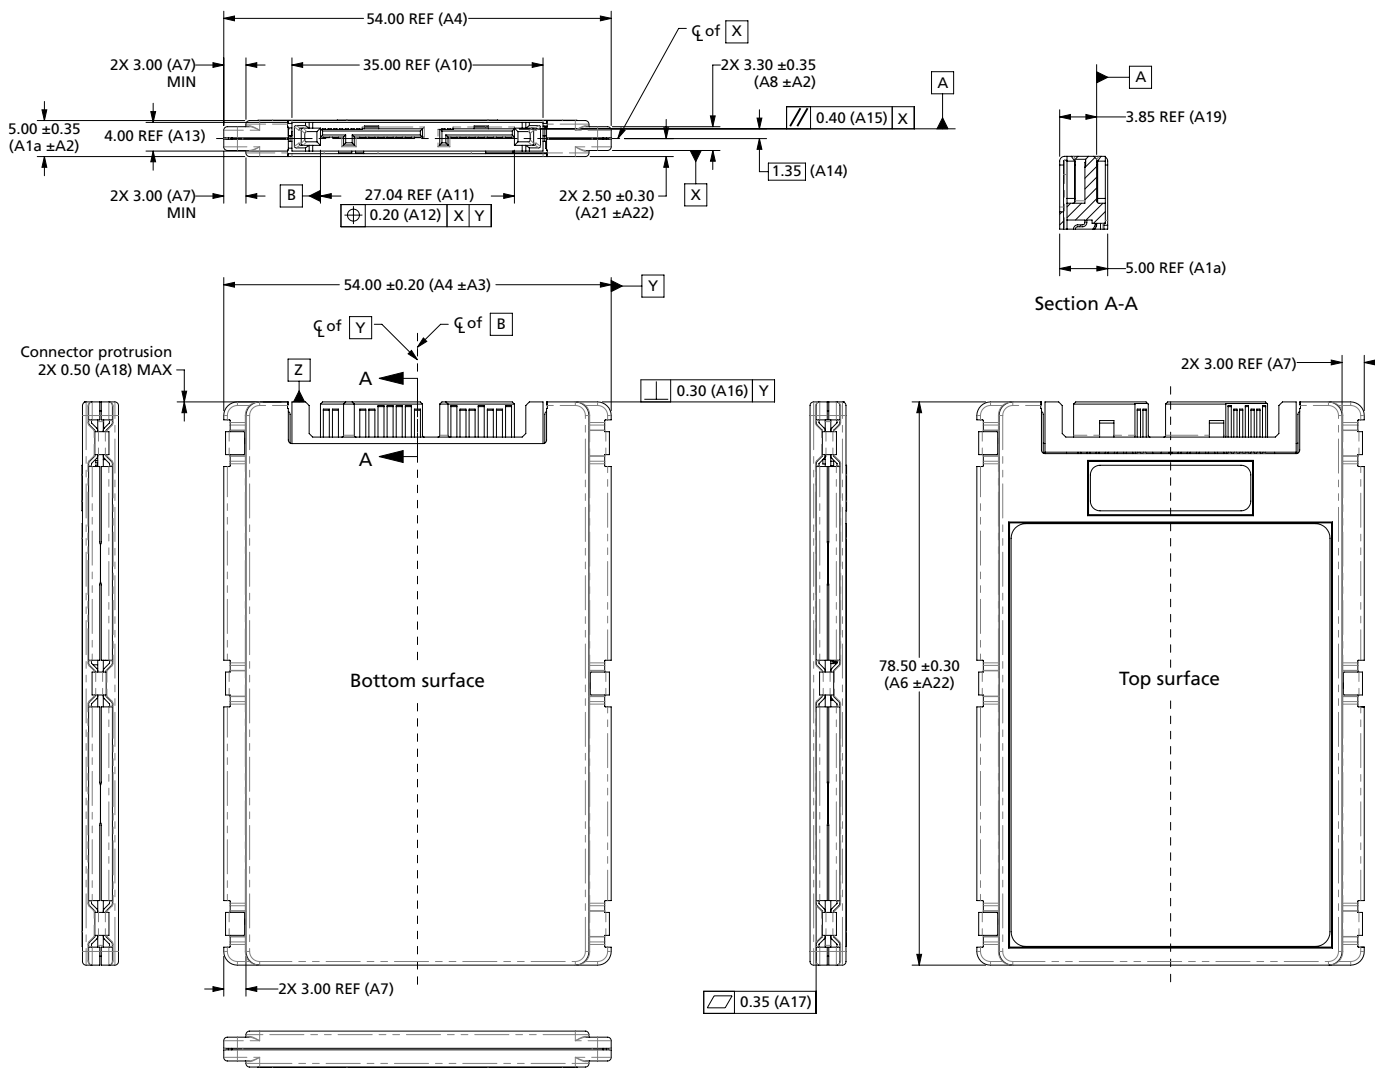 54.00 REF (A4)
℄ of X
2X 3.00 (A7)
MIN
35.00 REF (A10)
2X 3.30 ±0.35
(A8 ±A2)
A
A
5.00 ±0.35
(A1a ±A2)
4.00 REF (A13)
// 0.40 (A15) X
3.85 REF (A19)
1.35 (A14)
2X 3.00 (A7)
MIN
B
27.04 REF (A11)
⌖ 0.20 (A12) X Y
2X 2.50 ±0.30
(A21 ±A22)
X
5.00 REF (A1a)
Section A-A
54.00 ±0.20 (A4 ±A3)
Y
℄ of Y
℄ of B
Connector protrusion
2X 0.50 (A18) MAX
Z
A
⟂ 0.30 (A16) Y
2X 3.00 REF (A7)
A
Bottom surface
78.50 ±0.30
(A6 ±A22)
Top surface
2X 3.00 REF (A7)
⏥ 0.35 (A17)